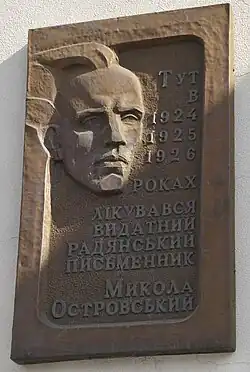 Тут
в
1924
1925
1926
роках
лікувався
видатний
радянський
письменник
Микола
Островський